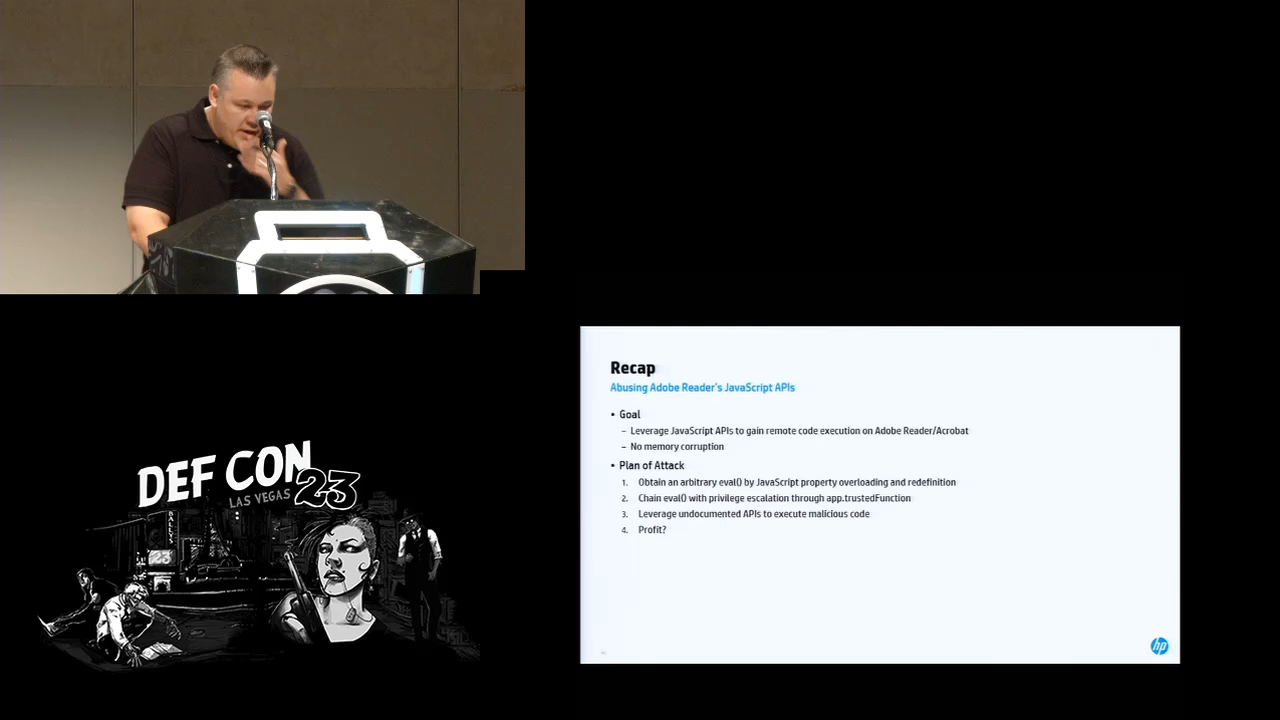 DEF CON
LAS VEGAS 23
BALLYS
23
Recap
Abusing Adobe Reader's JavaScript APIs
• Goal
– Leverage JavaScript APIs to gain remote code execution on Adobe Reader/Acrobat
– No memory corruption
• Plan of Attack
1. Obtain an arbitrary eval() by JavaScript property overloading and redefinition
2. Chain eval() with privilege escalation through app.trustedFunction
3. Leverage undocumented APIs to execute malicious code
4. Profit?
hp